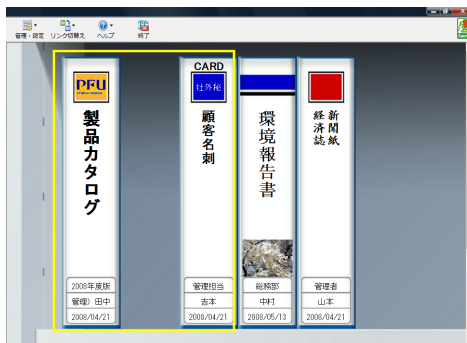 管理・設定 リンク切替え ヘルプ 終了
PFU
a Fujitsu company
製品カタログ
2008年度版
管理）田中
2008/04/21
CARD
社外秘
顧客名刺
管理担当
吉本
2008/04/21
環境報告書
総務部
中村
2008/05/13
新聞紙
経済誌
管理者
山本
2008/04/21